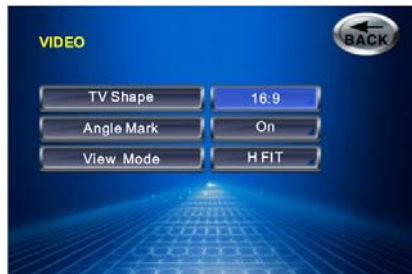 VIDEO
BACK
TV Shape 16:9
Angle Mark On
View Mode H FIT